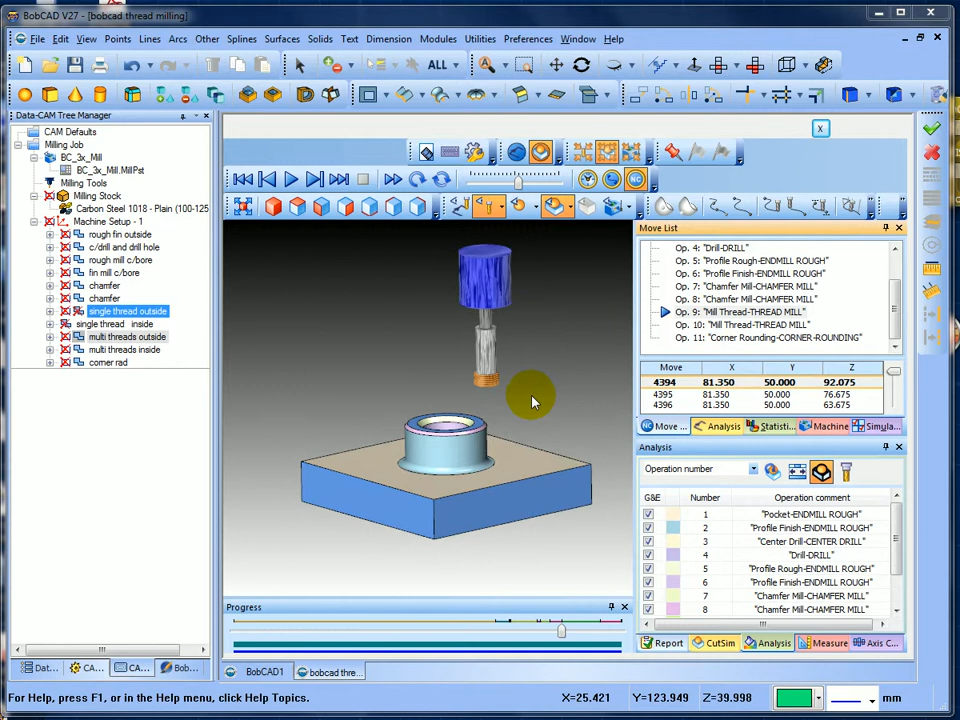 BobCAD V27 - [bobcad thread milling]
File Edit View Points Lines Arcs Other Splines Surfaces Solids Text Dimension Modules Utilities Preferences Window Help
ALL
Data-CAM Tree Manager
CAM Defaults
Milling Job
BC_3x_Mill
BC_3x_Mill.MillPst
Milling Tools
Milling Stock
Carbon Steel 1018 - Plain (100-125
Machine Setup - 1
rough fin outside
c/drill and drill hole
rough mill c/bore
fin mill c/bore
chamfer
chamfer
single thread outside
single thread inside
multi threads outside
multi threads inside
corner rad
X
NC
Move List
Op. 4: "Drill-DRILL"
Op. 5: "Profile Rough-ENDMILL ROUGH"
Op. 6: "Profile Finish-ENDMILL ROUGH"
Op. 7: "Chamfer Mill-CHAMFER MILL"
Op. 8: "Chamfer Mill-CHAMFER MILL"
Op. 9: "Mill Thread-THREAD MILL"
Op. 10: "Mill Thread-THREAD MILL"
Op. 11: "Corner Rounding-CORNER-ROUNDING"
Move X Y Z
4394 81.350 50.000 92.075
4395 81.350 50.000 76.675
4396 81.350 50.000 63.675
NC Move ... Analysis Statisti... Machine Simula...
Analysis
Operation number
G&E Number Operation comment
1 "Pocket-ENDMILL ROUGH"
2 "Profile Finish-ENDMILL ROUGH"
3 "Center Drill-CENTER DRILL"
4 "Drill-DRILL"
5 "Profile Rough-ENDMILL ROUGH"
6 "Profile Finish-ENDMILL ROUGH"
7 "Chamfer Mill-CHAMFER MILL"
8 "Chamfer Mill-CHAMFER MILL"
Report CutSim Analysis Measure Axis C...
Progress
Dat... CA... CA... Bob...
BobCAD1 bobcad thre...
For Help, press F1, or in the Help menu, click Help Topics. X=25.421 Y=123.949 Z=39.998 mm